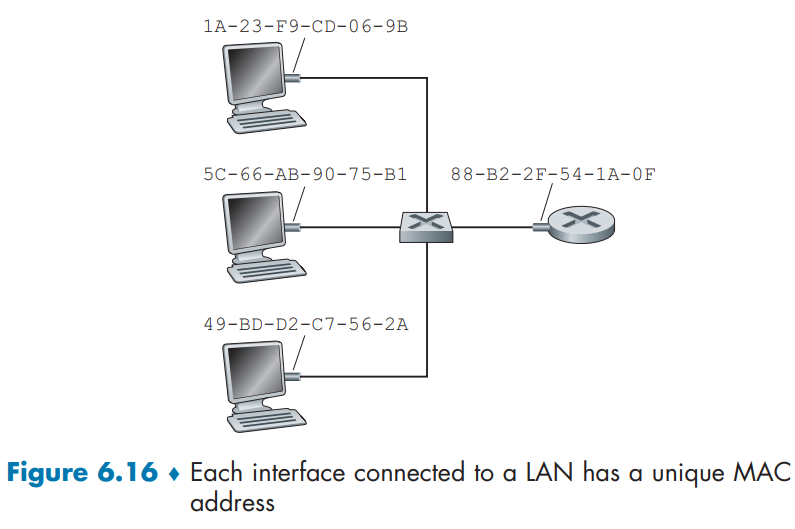 1A-23-F9-CD-06-9B
5C-66-AB-90-75-B1
88-B2-2F-54-1A-0F
49-BD-D2-C7-56-2A
Figure 6.16 ♦ Each interface connected to a LAN has a unique MAC
address